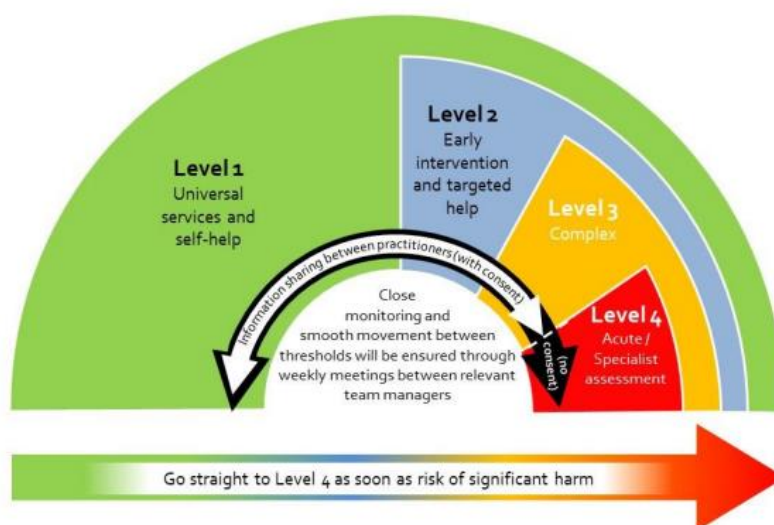 Level 1
Universal
services and
self-help
Level 2
Early
intervention
and targeted
help
Level 3
Complex
Level 4
Acute /
Specialist
assessment
Information sharing between practitioners (with consent)
(no
consent)
Close
monitoring and
smooth movement between
thresholds will be ensured through
weekly meetings between relevant
team managers
Go straight to Level 4 as soon as risk of significant harm